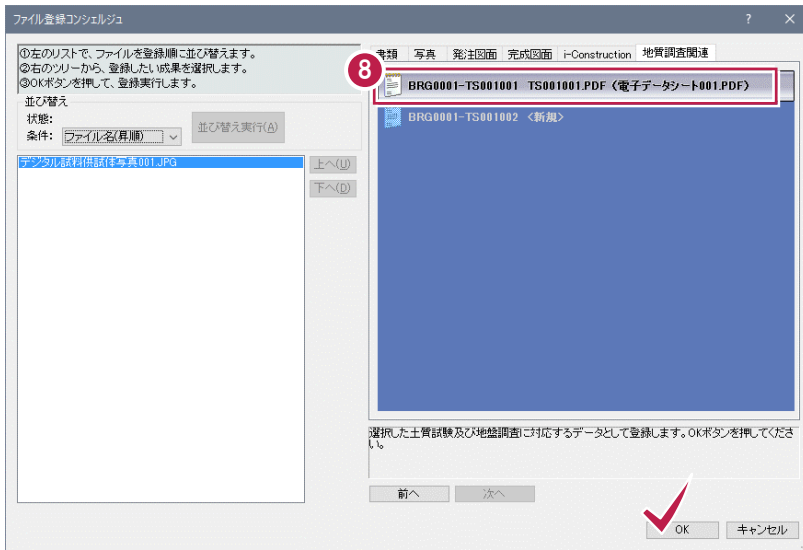 ファイル登録コンシェルジュ
①左のリストで、ファイルを登録順に並び替えます。
②右のツリーから、登録したい成果を選択します。
③OKボタンを押して、登録実行します。
並び替え
状態:
条件: ファイル名(昇順)
並び替え実行(A)
デジタル試料供試体写真001.JPG
上へ(U)
下へ(D)
書類 写真 発注図面 完成図面 i-Construction 地質調査関連
8
BRG0001-TS001001 TS001001.PDF〈電子データシート001.PDF〉
BRG0001-TS001002 〈新規〉
選択した土質試験及び地盤調査に対応するデータとして登録します。OKボタンを押してくださ
い。
前へ
次へ
OK
キャンセル